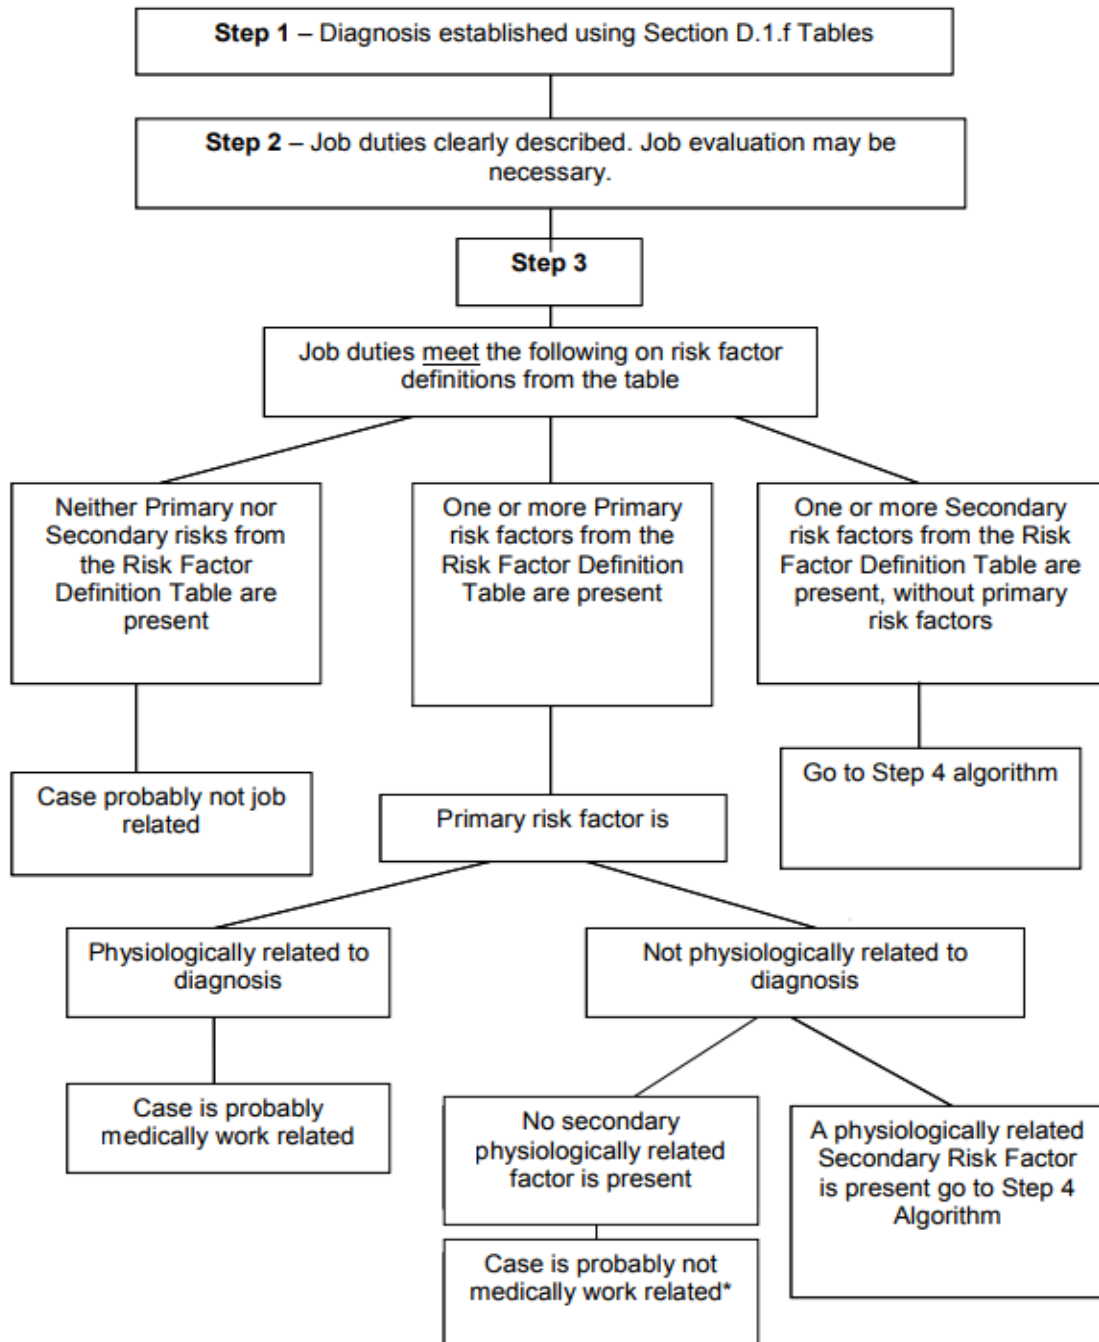 Step 1 – Diagnosis established using Section D.1.f Tables
Step 2 – Job duties clearly described. Job evaluation may be
necessary.
Step 3
Job duties meet the following on risk factor
definitions from the table
Neither Primary nor
Secondary risks from
the Risk Factor
Definition Table are
present
One or more Primary
risk factors from the
Risk Factor Definition
Table are present
One or more Secondary
risk factors from the Risk
Factor Definition Table are
present, without primary
risk factors
Case probably not job
related
Primary risk factor is
Go to Step 4 algorithm
Physiologically related to
diagnosis
Not physiologically related to
diagnosis
Case is probably
medically work related
No secondary
physiologically related
factor is present
A physiologically related
Secondary Risk Factor
is present go to Step 4
Algorithm
Case is probably not
medically work related*